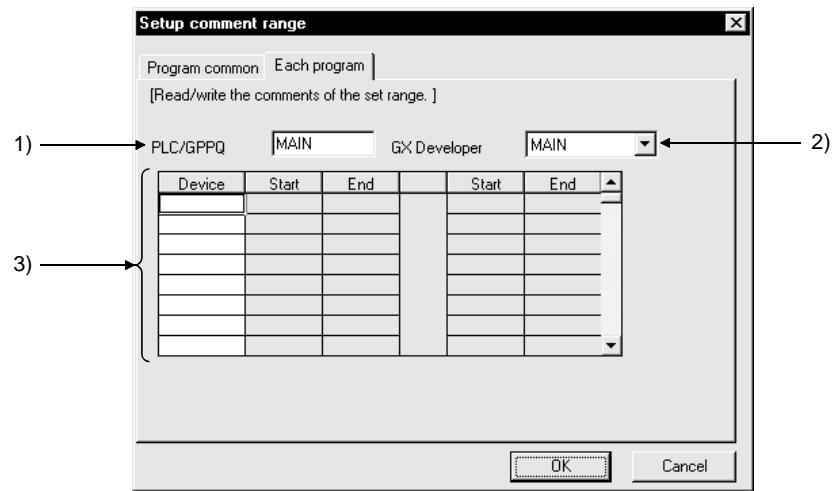 Setup comment range
Program common Each program
[Read/write the comments of the set range. ]
1) PLC/GPPQ MAIN GX Developer MAIN 2)
Device Start End Start End
3)
OK Cancel